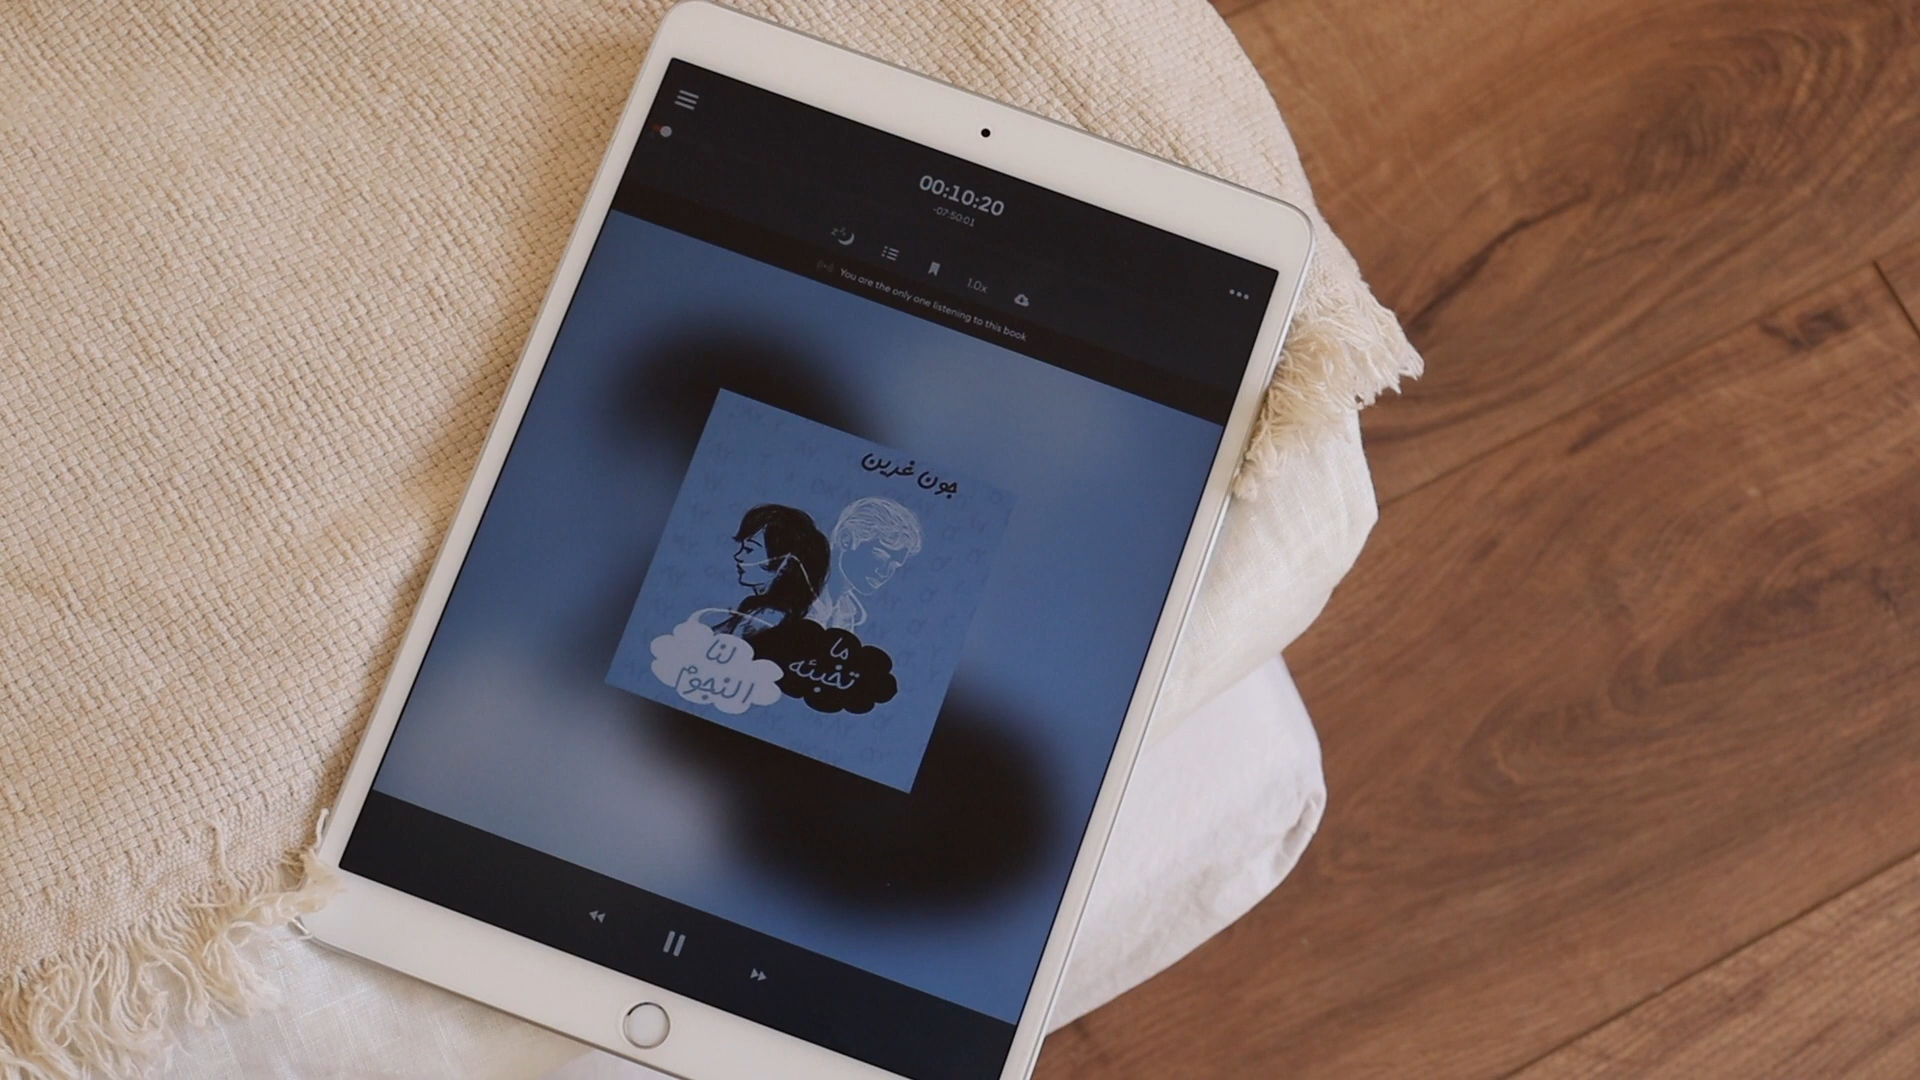 00:10:20
-07:50:01
1.0x
You are the only one listening to this book
جون غرين
ما
تخبئه
لنا
النجوم